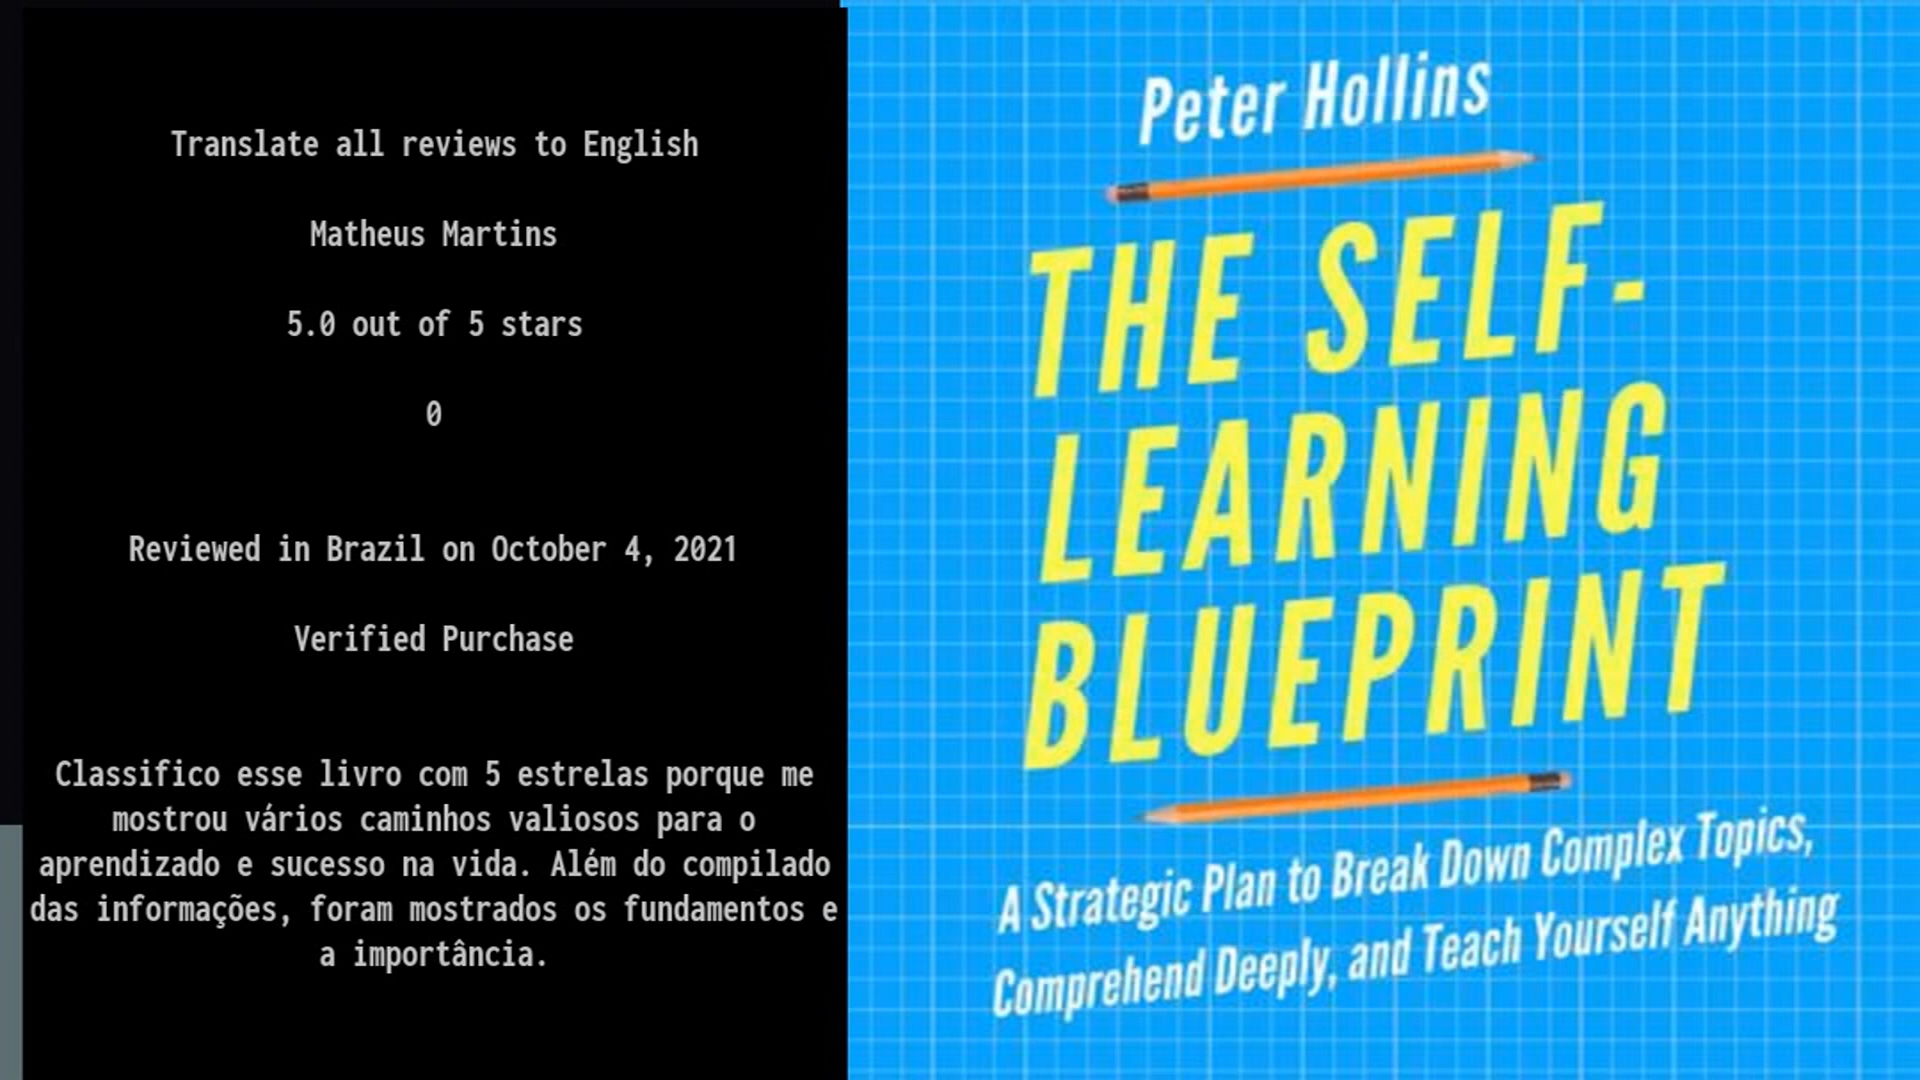 Translate all reviews to English
Matheus Martins
5.0 out of 5 stars
0
Reviewed in Brazil on October 4, 2021
Verified Purchase
Classifico esse livro com 5 estrelas porque me
mostrou vários caminhos valiosos para o
aprendizado e sucesso na vida. Além do compilado
das informações, foram mostrados os fundamentos e
a importância.
Peter Hollins
THE SELF-
LEARNING
BLUEPRINT
A Strategic Plan to Break Down Complex Topics,
Comprehend Deeply, and Teach Yourself Anything